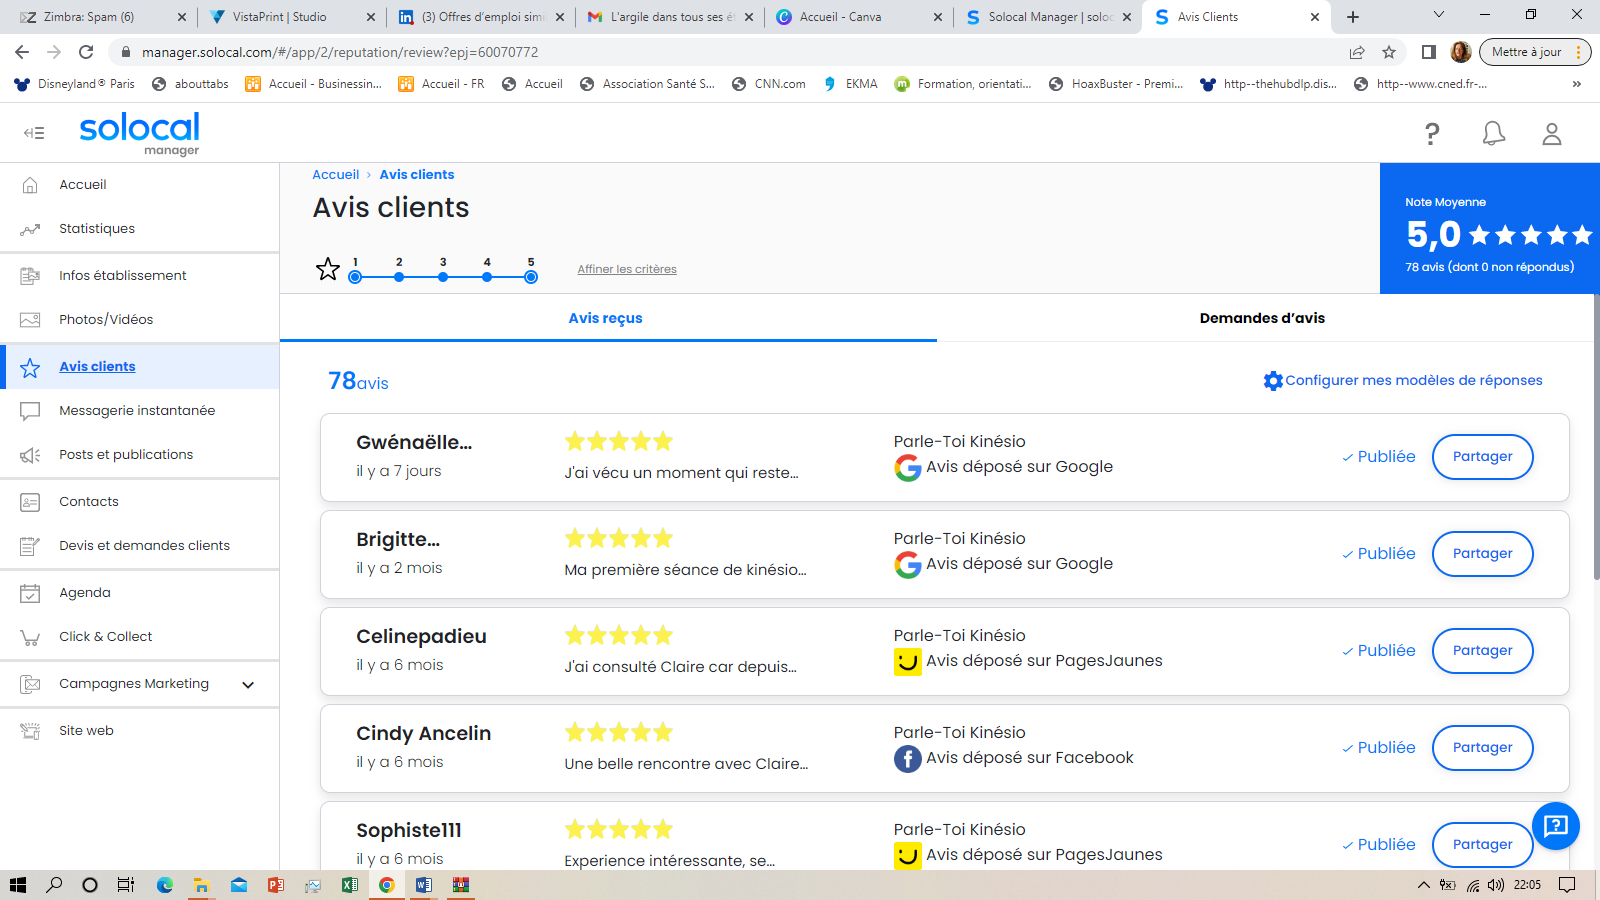 Zimbra: Spam (6)
VistaPrint | Studio
(3) Offres d'emploi simi
L'argile dans tous ses ét
Accueil - Canva
Solocal Manager | soloc
Avis Clients
manager.solocal.com/#/app/2/reputation/review?epj=60070772
Mettre à jour
Disneyland® Paris
abouttabs
Accueil - Businessin...
Accueil - FR
Accueil
Association Santé S...
CNN.com
EKMA
Formation, orientati...
HoaxBuster - Premi...
http--thehubdlp.dis...
http--www.cned.fr-...
»
solocal
manager
?
Accueil
Statistiques
Infos établissement
Photos/Vidéos
Avis clients
Messagerie instantanée
Posts et publications
Contacts
Devis et demandes clients
Agenda
Click & Collect
Campagnes Marketing
Site web
Accueil › Avis clients
Avis clients
1 2 3 4 5
Affiner les critères
Note Moyenne
5,0
78 avis (dont 0 non répondus)
Avis reçus
Demandes d'avis
78 avis
Configurer mes modèles de réponses
Gwénaëlle...
il y a 7 jours
J'ai vécu un moment qui reste...
Parle-Toi Kinésio
Avis déposé sur Google
Publiée
Partager
Brigitte...
il y a 2 mois
Ma première séance de kinésio...
Parle-Toi Kinésio
Avis déposé sur Google
Publiée
Partager
Celinepadieu
il y a 6 mois
J'ai consulté Claire car depuis...
Parle-Toi Kinésio
Avis déposé sur PagesJaunes
Publiée
Partager
Cindy Ancelin
il y a 6 mois
Une belle rencontre avec Claire...
Parle-Toi Kinésio
Avis déposé sur Facebook
Publiée
Partager
Sophiste111
il y a 6 mois
Experience intéressante, se...
Parle-Toi Kinésio
Avis déposé sur PagesJaunes
Publiée
Partager
22:05